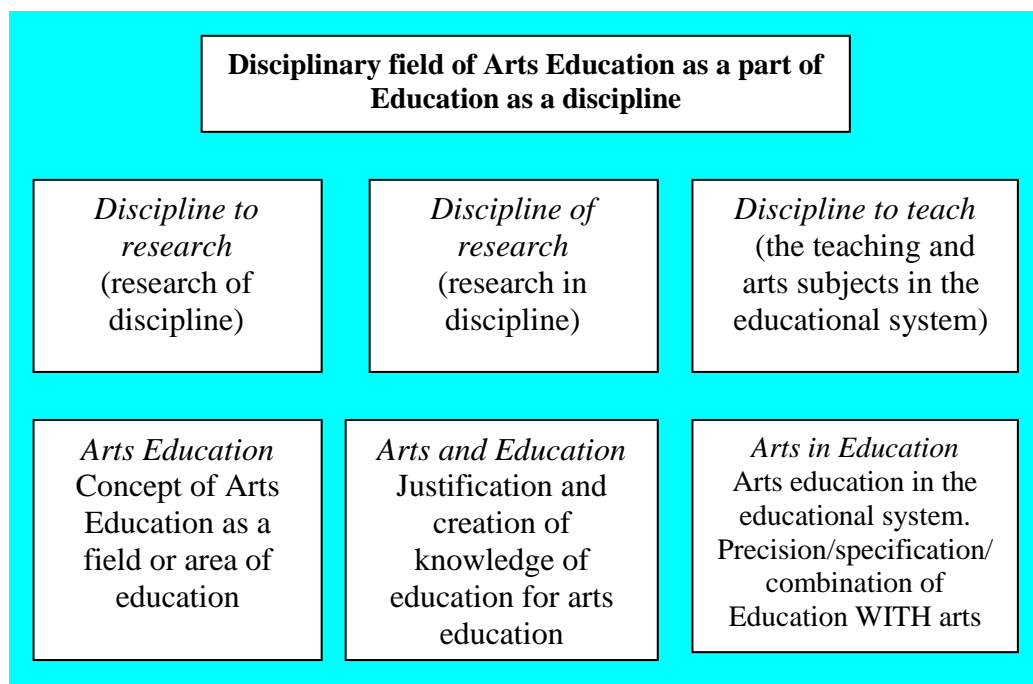 Disciplinary field of Arts Education as a part of
Education as a discipline
Discipline to
research
(research of
discipline)
Discipline of
research
(research in
discipline)
Discipline to teach
(the teaching and
arts subjects in the
educational system)
Arts Education
Concept of Arts
Education as a
field or area of
education
Arts and Education
Justification and
creation of
knowledge of
education for arts
education
Arts in Education
Arts education in the
educational system.
Precision/specification/
combination of
Education WITH arts